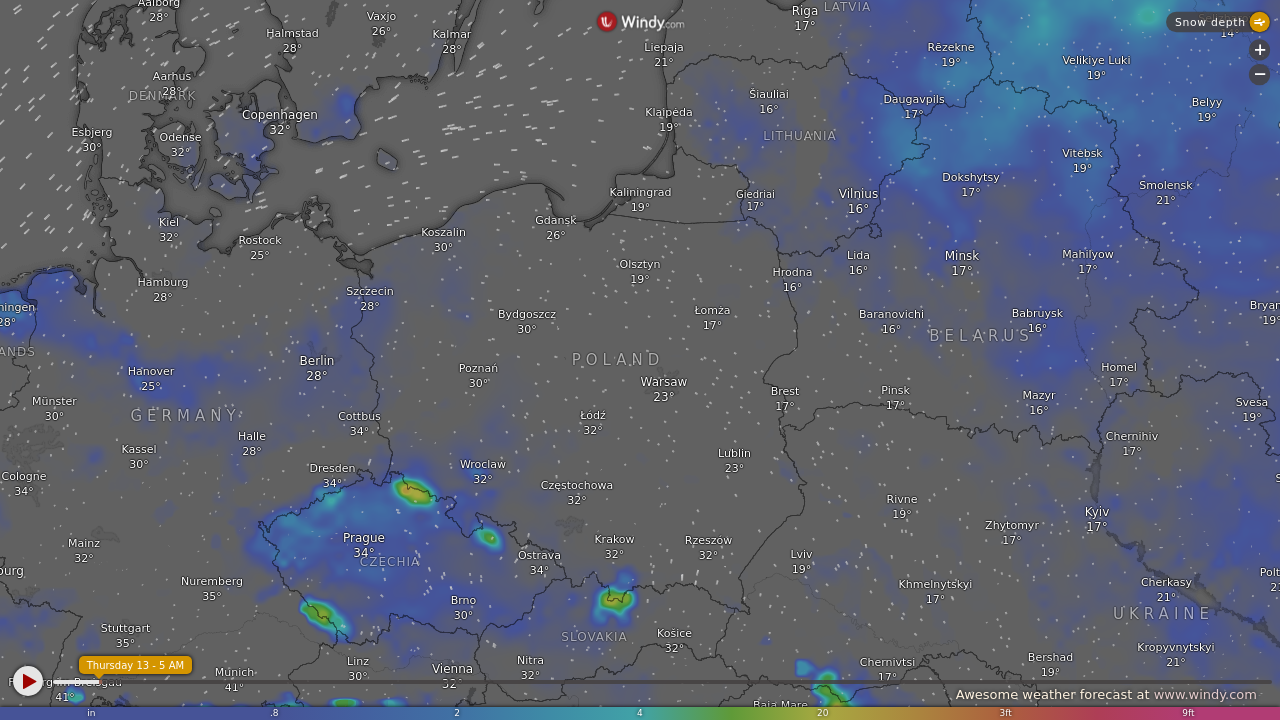 Aalborg
28°
Vaxjo
26°
Riga
17°
LATVIA
Windy.com
Snow depth
14°
Halmstad
28°
Kalmar
28°
Liepaja
21°
Rēzekne
19°
Velikiye Luki
19°
Aarhus
28°
DENMARK
Šiauliai
16°
Daugavpils
17°
Belyy
19°
Copenhagen
32°
Klaipėda
19°
Esbjerg
30°
Odense
32°
LITHUANIA
Vitebsk
19°
Dokshytsy
17°
Smolensk
21°
Kaliningrad
19°
Giedriai
17°
Vilnius
16°
Kiel
32°
Gdansk
26°
Koszalin
30°
Rostock
25°
Lida
16°
Minsk
17°
Mahilyow
17°
Olsztyn
19°
Hrodna
16°
Hamburg
28°
Szczecin
28°
ningen
28°
Bydgoszcz
30°
Łomża
17°
Baranovichi
16°
Babruysk
16°
Bryan
19°
BELARUS
ANDS
Berlin
28°
POLAND
Hanover
25°
Poznań
30°
Warsaw
23°
Homel
17°
Brest
17°
Pinsk
17°
Mazyr
16°
Münster
30°
Svesa
19°
GERMANY
Cottbus
34°
Łódź
32°
Halle
28°
Chernihiv
17°
Kassel
30°
Lublin
23°
Dresden
34°
Wroclaw
32°
Cologne
34°
Częstochowa
32°
S
Rivne
19°
Kyiv
17°
Zhytomyr
17°
Prague
34°
Mainz
32°
Krakow
32°
Rzeszow
32°
Ostrava
34°
Lviv
19°
CZECHIA
ourg
Nuremberg
35°
Khmelnytskyi
17°
Cherkasy
21°
Polt
Brno
30°
UKRAINE
Stuttgart
35°
SLOVAKIA
Košice
32°
Kropyvnytskyi
21°
Thursday 13 - 5 AM
Linz
30°
Nitra
32°
Vienna
32°
Chernivtsi
17°
Bershad
19°
Munich
41°
Freiburg im Breisgau
41°
Baia Mare
Awesome weather forecast at www.windy.com
in .8 2 4 20 3ft 9ft